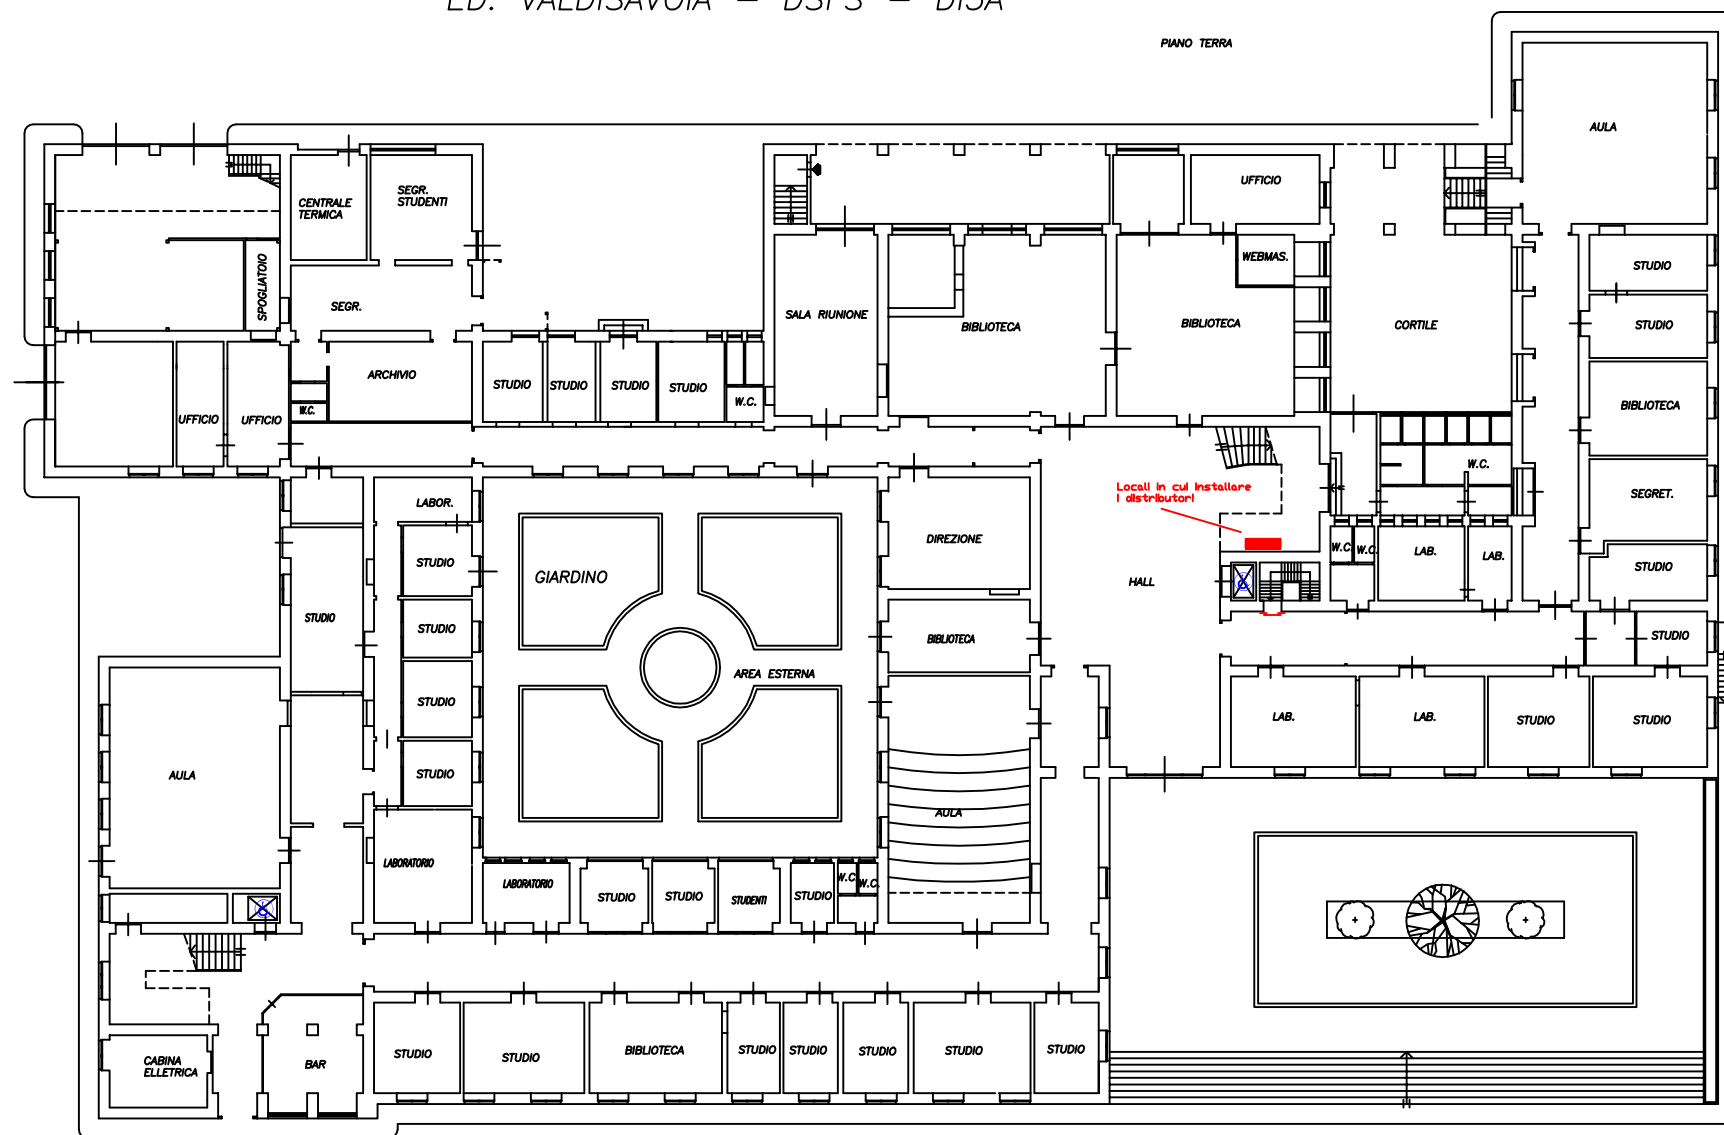 ED. VALDISAVOIA - DSPS - DI3A
PIANO TERRA
AULA
CENTRALE
TERMICA
SEGR.
STUDENTI
UFFICIO
SPOGLIATOIO
SEGR.
WEBMAS.
STUDIO
SALA RIUNIONE
BIBLIOTECA
BIBLIOTECA
CORTILE
STUDIO
ARCHIVIO
STUDIO
STUDIO
STUDIO
STUDIO
W.C.
W.C.
UFFICIO
UFFICIO
BIBLIOTECA
LABOR.
Locali in cui installare
i distributori
W.C.
SEGRET.
DIREZIONE
W.C.
W.C.
LAB.
LAB.
STUDIO
GIARDINO
STUDIO
HALL
STUDIO
STUDIO
BIBLIOTECA
STUDIO
AREA ESTERNA
STUDIO
LAB.
LAB.
STUDIO
STUDIO
AULA
STUDIO
AULA
LABORATORIO
LABORATORIO
STUDIO
STUDIO
STUDENTI
STUDIO
W.C.
W.C.
CABINA
ELLETRICA
BAR
STUDIO
STUDIO
BIBLIOTECA
STUDIO
STUDIO
STUDIO
STUDIO
STUDIO